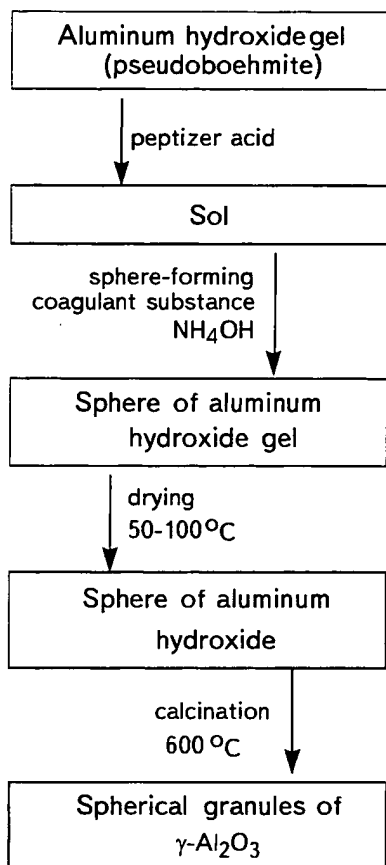 Aluminum hydroxide gel
(pseudoboehmite)
peptizer acid
Sol
sphere-forming
coagulant substance
NH₄OH
Sphere of aluminum
hydroxide gel
drying
50-100°C
Sphere of aluminum
hydroxide
calcination
600°C
Spherical granules of
γ-Al₂O₃